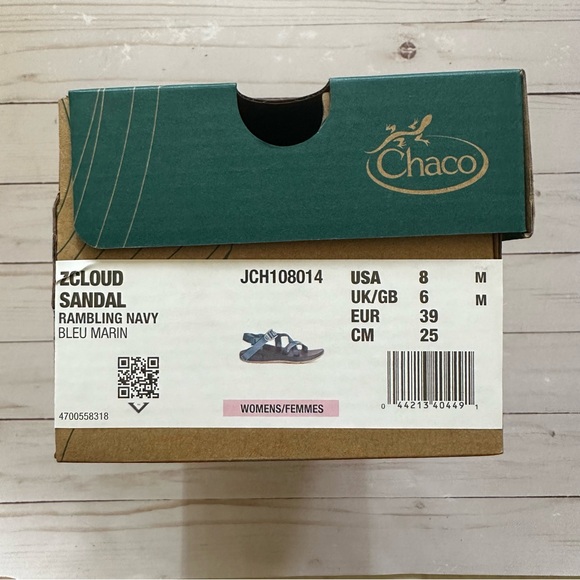 Chaco
ZCLOUD
SANDAL
RAMBLING NAVY
BLEU MARIN
4700558318
JCH108014
WOMENS/FEMMES
USA 8 M
UK/GB 6 M
EUR 39
CM 25
0 44213 40449 1